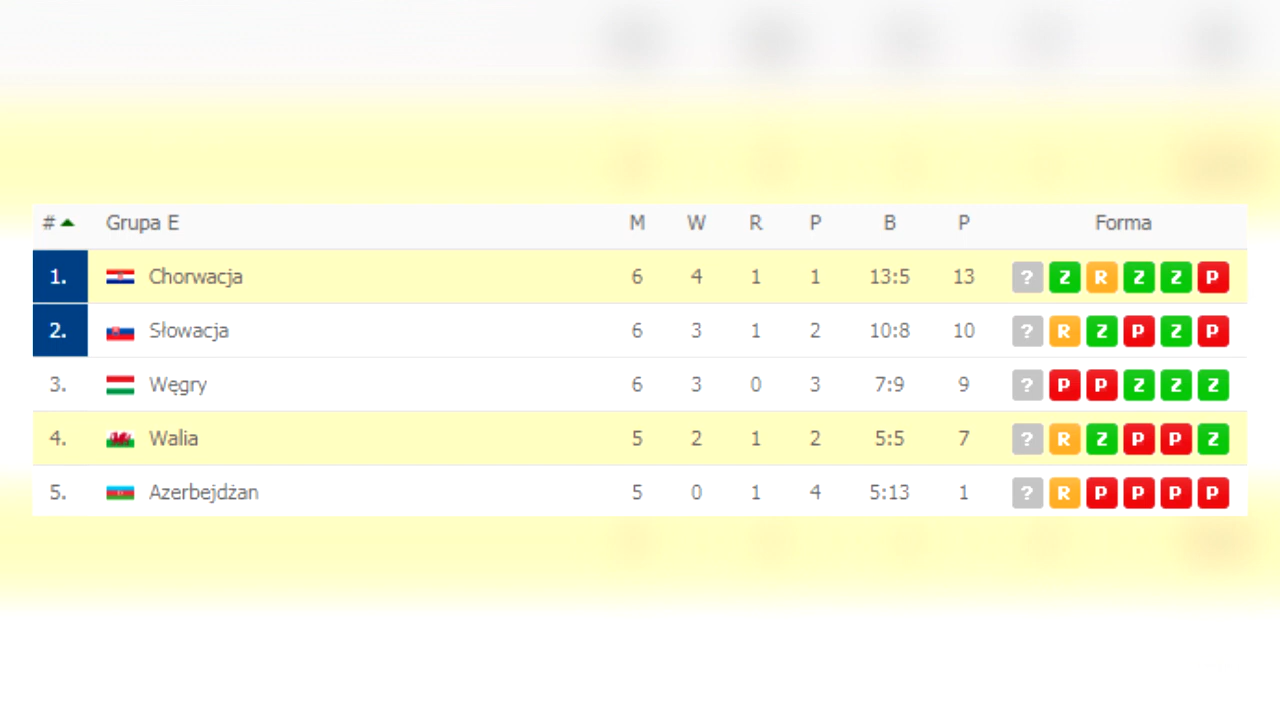 # Grupa E M W R P B P Forma
1. Chorwacja 6 4 1 1 13:5 13 ? Z R Z Z P
2. Słowacja 6 3 1 2 10:8 10 ? R Z P Z P
3. Węgry 6 3 0 3 7:9 9 ? P P Z Z Z
4. Walia 5 2 1 2 5:5 7 ? R Z P P Z
5. Azerbejdżan 5 0 1 4 5:13 1 ? R P P P P